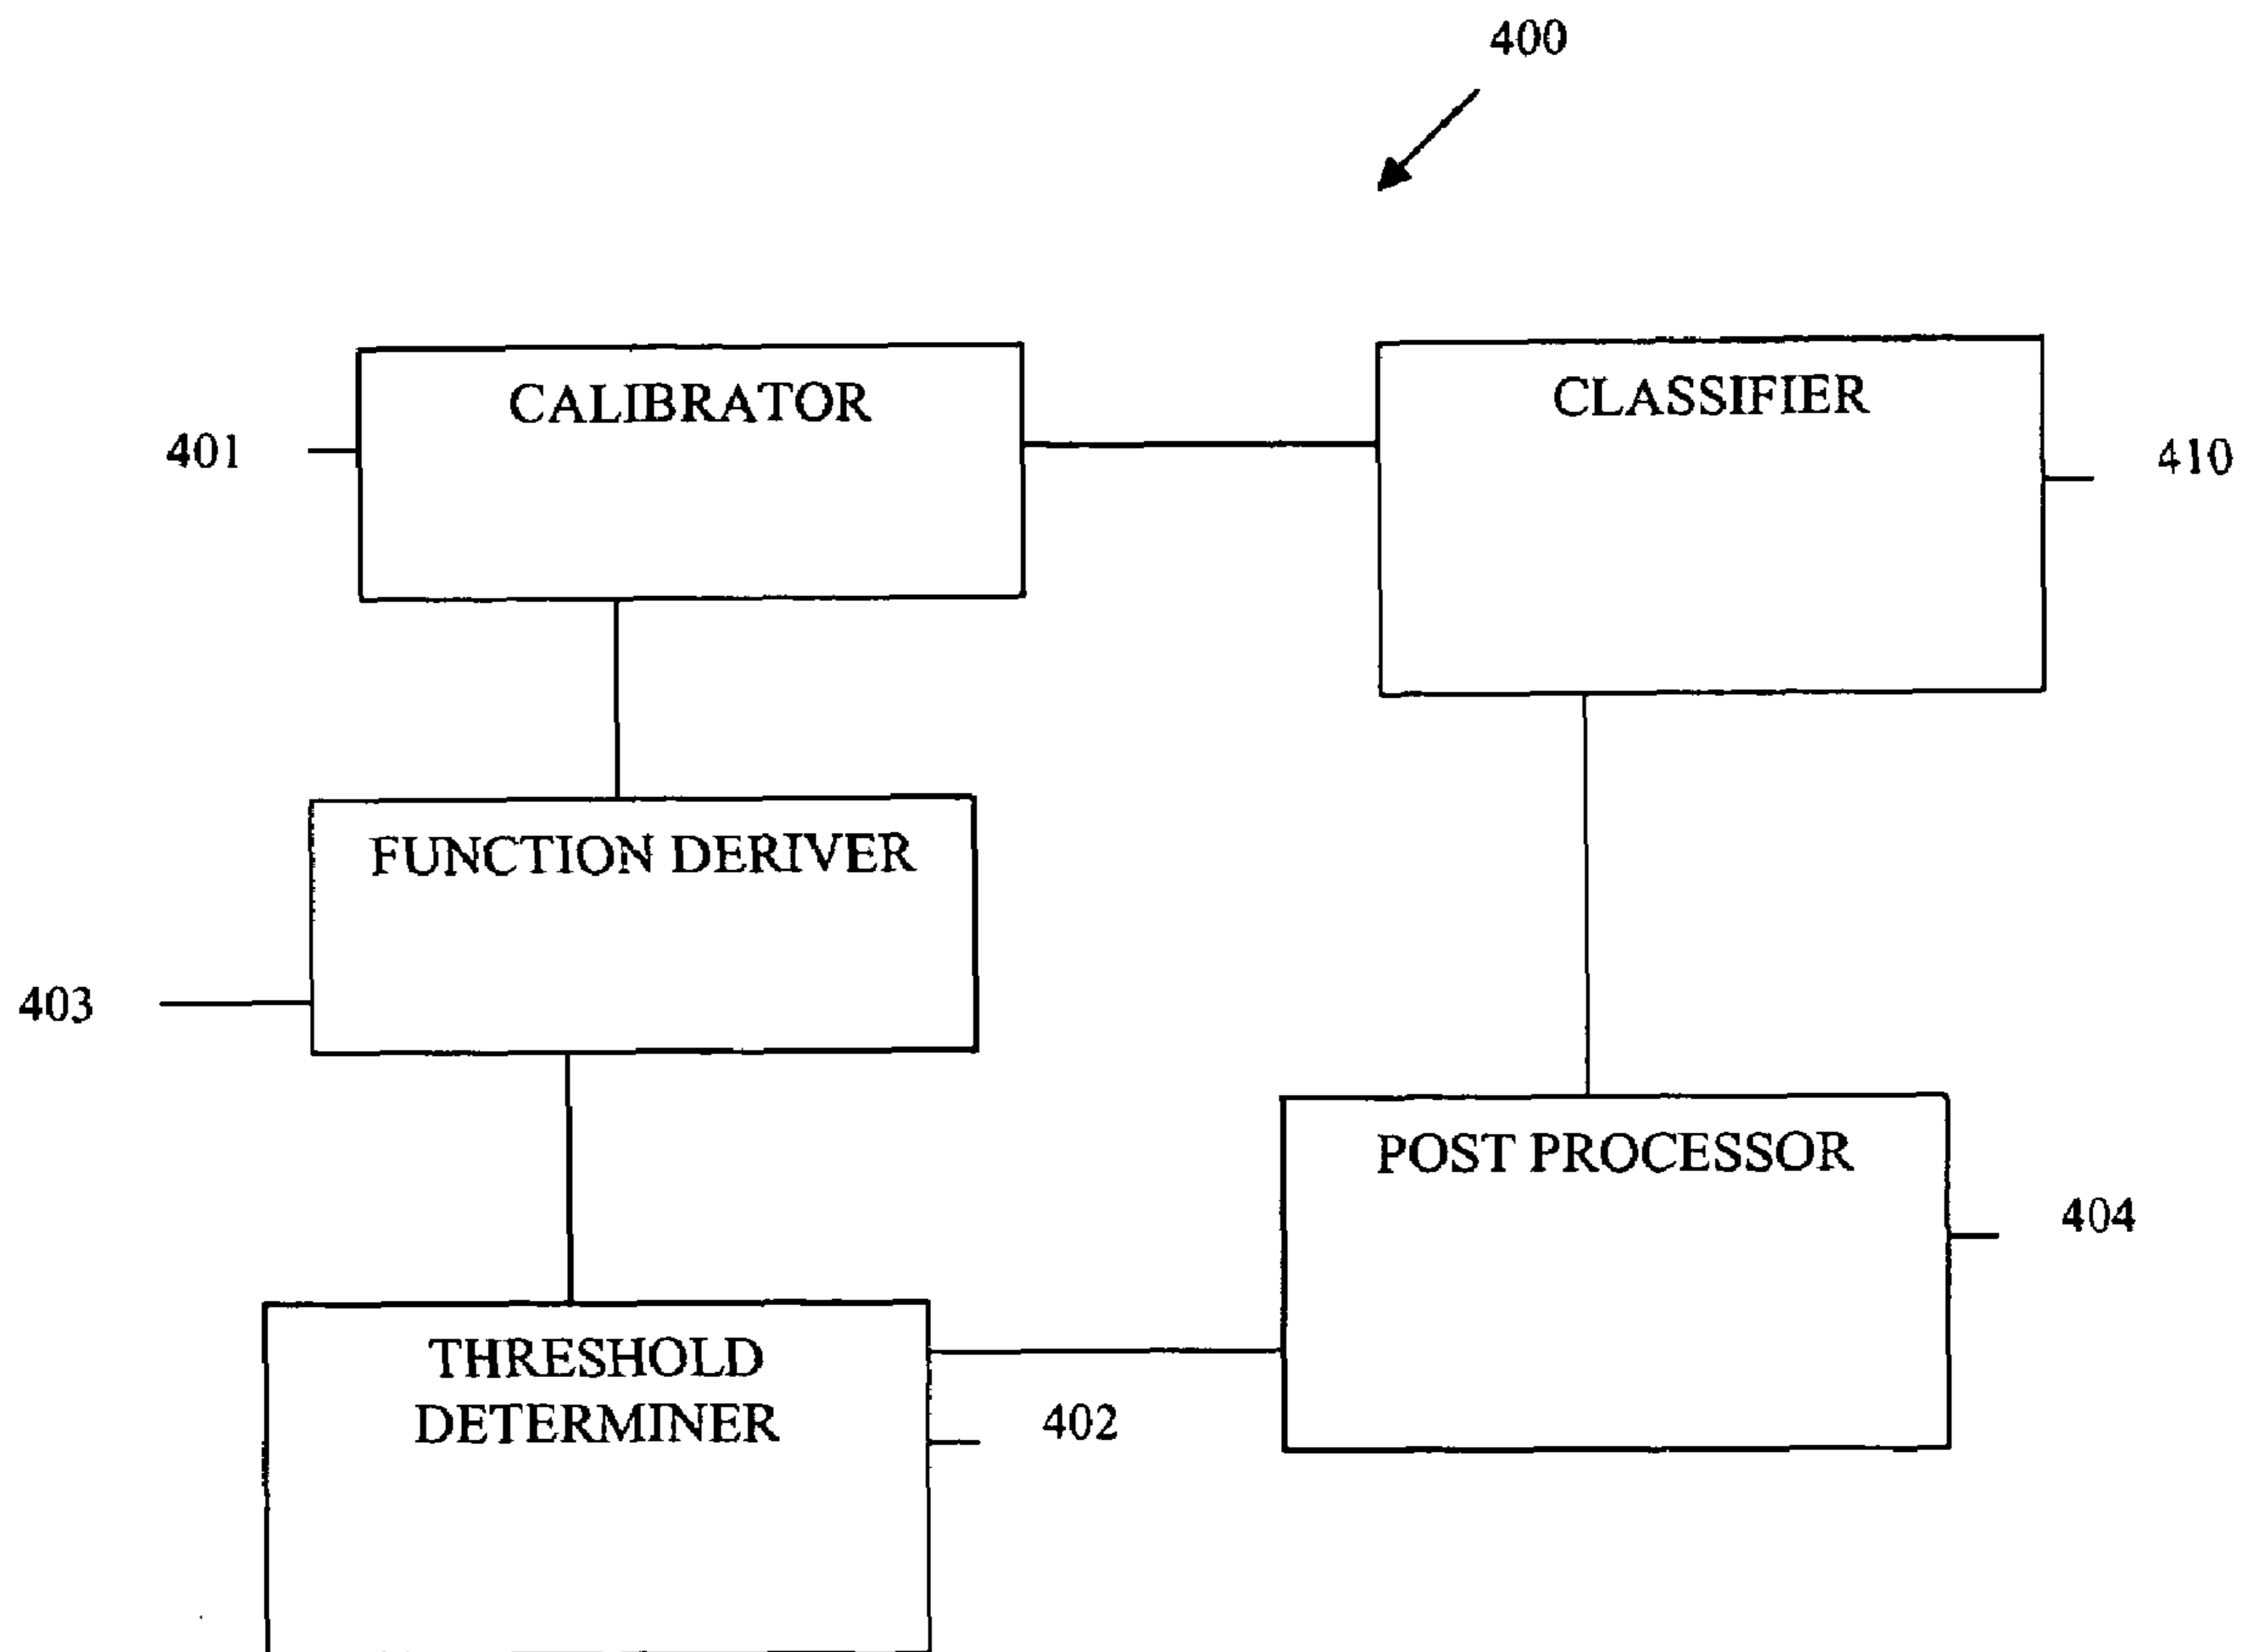 400
CALIBRATOR
CLASSIFIER
401
410
FUNCTION DERIVER
403
POST PROCESSOR
404
THRESHOLD
DETERMINER
402